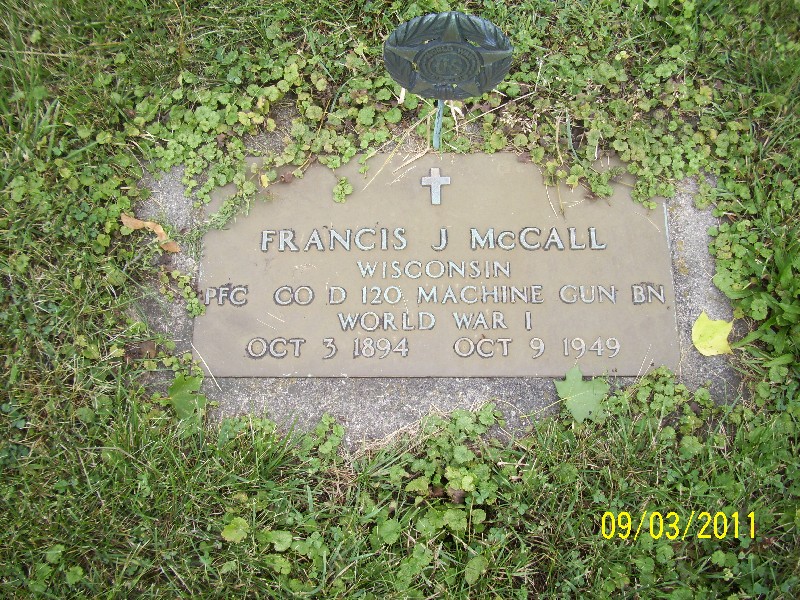 FRANCIS J McCALL
WISCONSIN
PFC CO D 120 MACHINE GUN BN
WORLD WAR I
OCT 3 1894 OCT 9 1949
09/03/2011